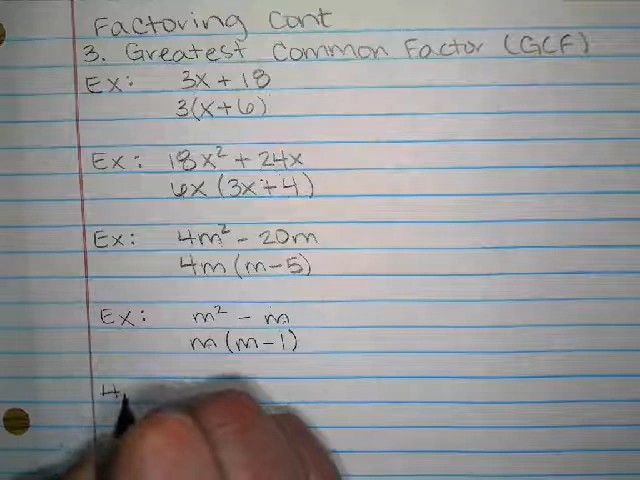 Factoring Cont
3. Greatest Common Factor (GCF)
Ex: 3x + 18
3(x+6)
Ex: 18x² + 24x
6x (3x+4)
Ex: 4m² - 20m
4m (m-5)
Ex: m² - m
m (m-1)
4.